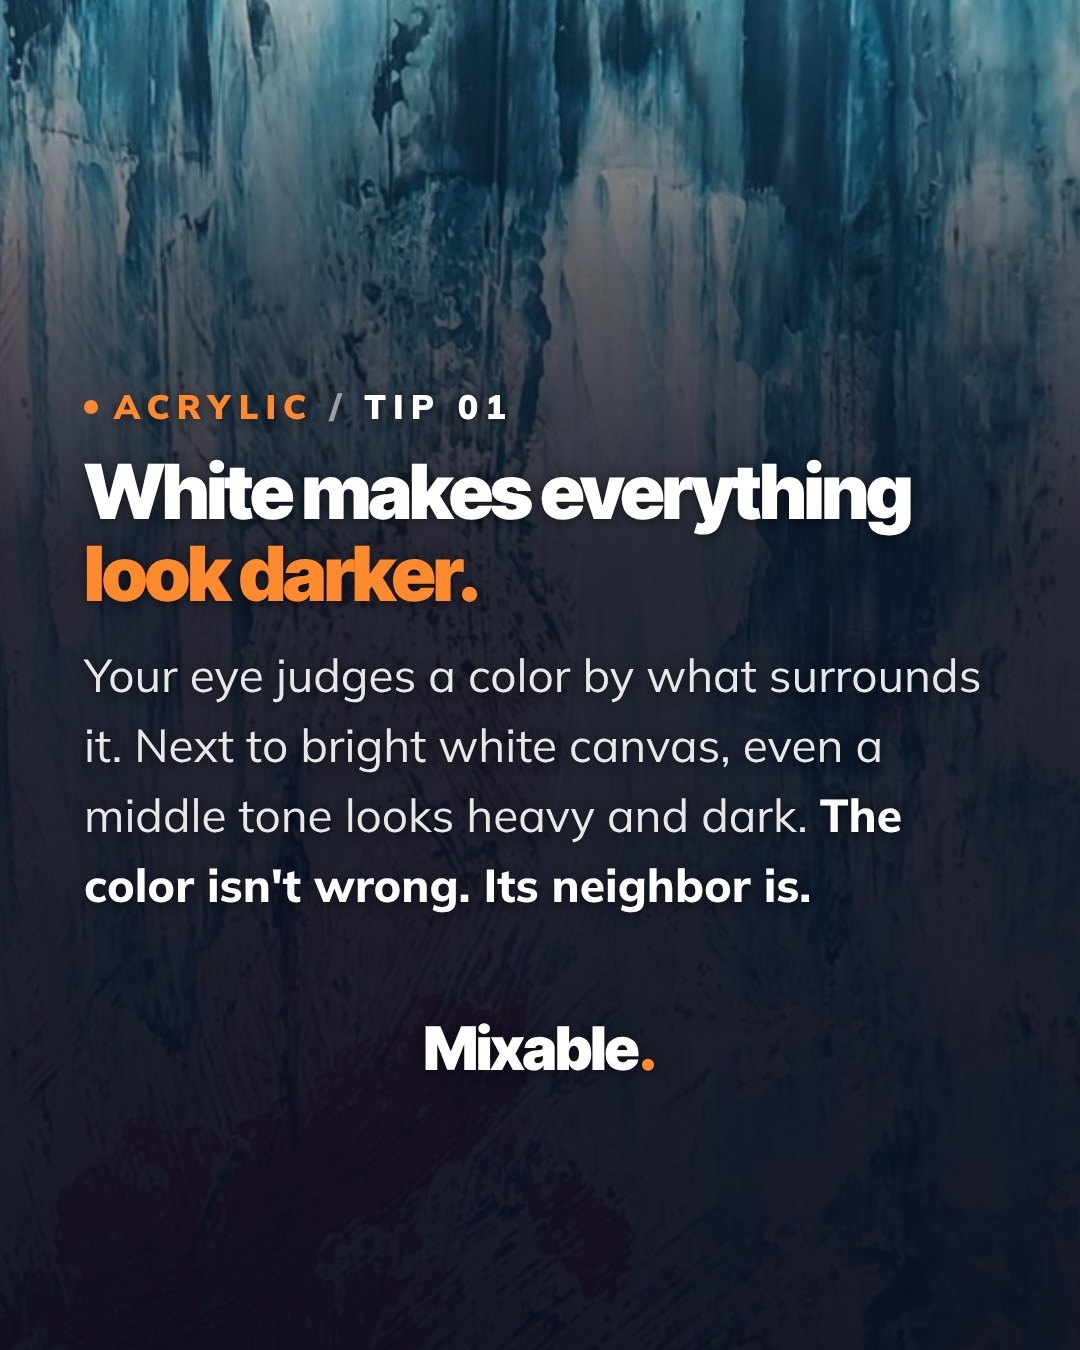 • ACRYLIC / TIP 01
White makes everything
look darker.
Your eye judges a color by what surrounds
it. Next to bright white canvas, even a
middle tone looks heavy and dark. The
color isn't wrong. Its neighbor is.
Mixable.